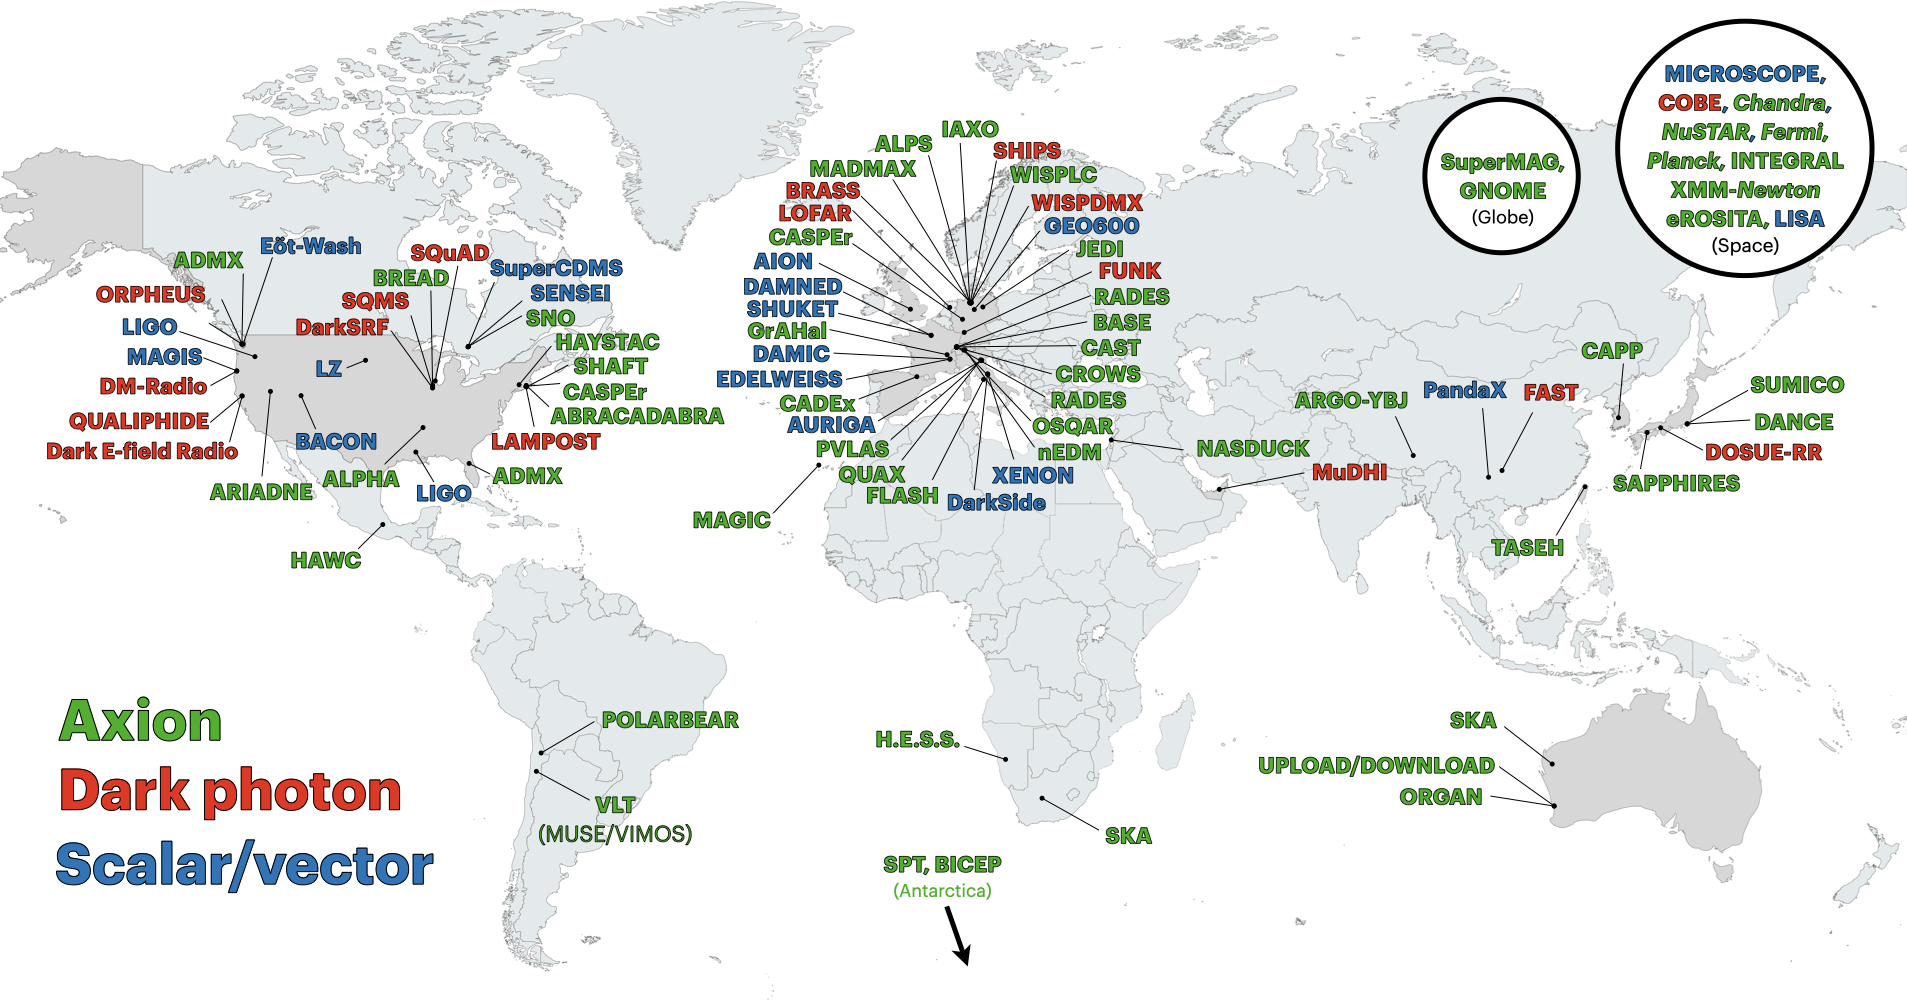 ADMX
Eöt-Wash
ORPHEUS
LIGO
MAGIS
DM-Radio
QUALIPHIDE
Dark E-field Radio
ARIADNE
BACON
LZ
ALPHA
LIGO
ADMX
HAWC
SQuAD
BREAD
SQMS
DarkSRF
SuperCDMS
SENSEI
SNO
HAYSTAC
SHAFT
CASPEr
ABRACADABRA
LAMPOST
POLARBEAR
VLT
(MUSE/VIMOS)
IAXO
ALPS
MADMAX
BRASS
LOFAR
CASPEr
AION
DAMNED
SHUKET
GrAHal
DAMIC
EDELWEISS
CADEx
AURIGA
PVLAS
QUAX
FLASH
DarkSide
XENON
MAGIC
SHIPS
WISPLC
WISPDMX
GEO600
JEDI
FUNK
RADES
BASE
CAST
CROWS
RADES
OSQAR
nEDM
NASDUCK
MuDHI
H.E.S.S.
SKA
SPT, BICEP
(Antarctica)
ARGO-YBJ
PandaX
FAST
CAPP
SUMICO
DANCE
DOSUE-RR
SAPPHIRES
TASEH
SKA
UPLOAD/DOWNLOAD
ORGAN
SuperMAG,
GNOME
(Globe)
MICROSCOPE,
COBE, Chandra,
NuSTAR, Fermi,
Planck, INTEGRAL
XMM-Newton
eROSITA, LISA
(Space)
Axion
Dark photon
Scalar/vector